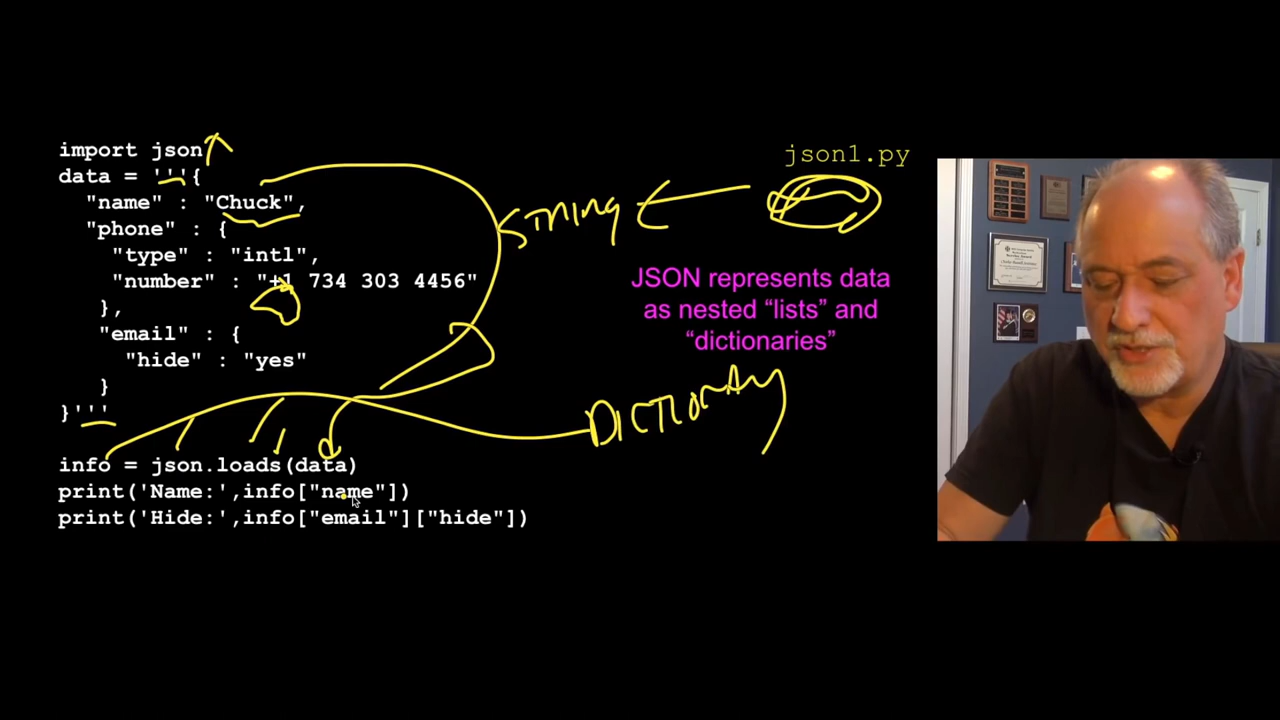 import json
data = '''{
"name" : "Chuck",
"phone" : {
"type" : "intl",
"number" : "+1 734 303 4456"
},
"email" : {
"hide" : "yes"
}
}'''
info = json.loads(data)
print('Name:',info["name"])
print('Hide:',info["email"]["hide"])
json1.py
STRING
JSON represents data
as nested “lists” and
“dictionaries”
DICTIONARY